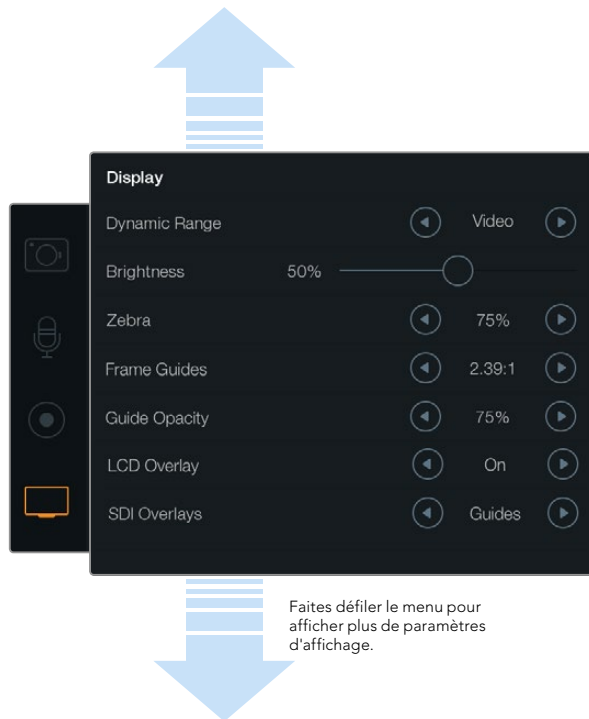 Display
Dynamic Range Video
Brightness 50%
Zebra 75%
Frame Guides 2.39:1
Guide Opacity 75%
LCD Overlay On
SDI Overlays Guides
Faites défiler le menu pour
afficher plus de paramètres
d'affichage.